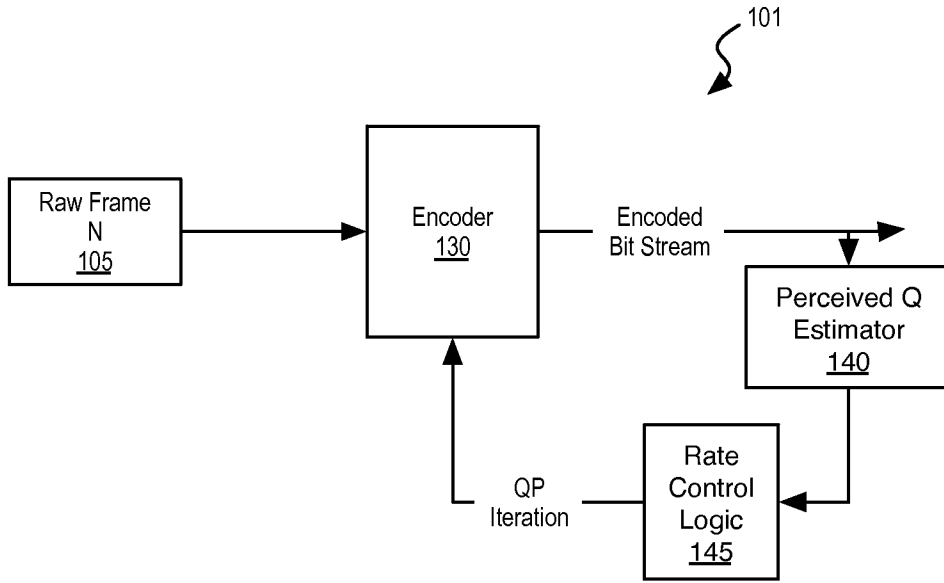 101
Raw Frame
N
105
Encoder
130
Encoded
Bit Stream
Perceived Q
Estimator
140
Rate
Control
Logic
145
QP
Iteration